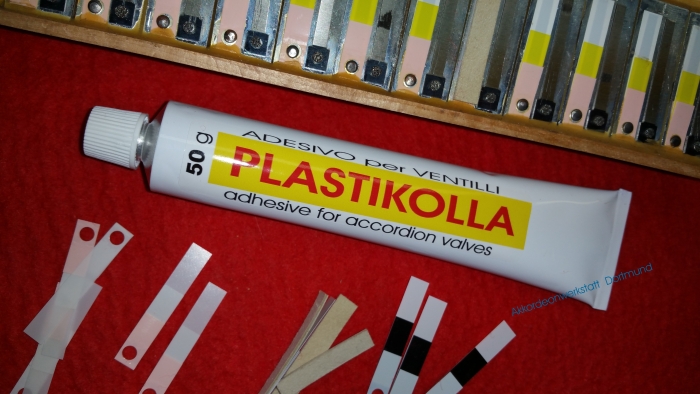 50 g
ADESIVO per VENTILLI
PLASTIKOLLA
adhesive for accordion valves
Akkordeonwerkstatt Dortmund